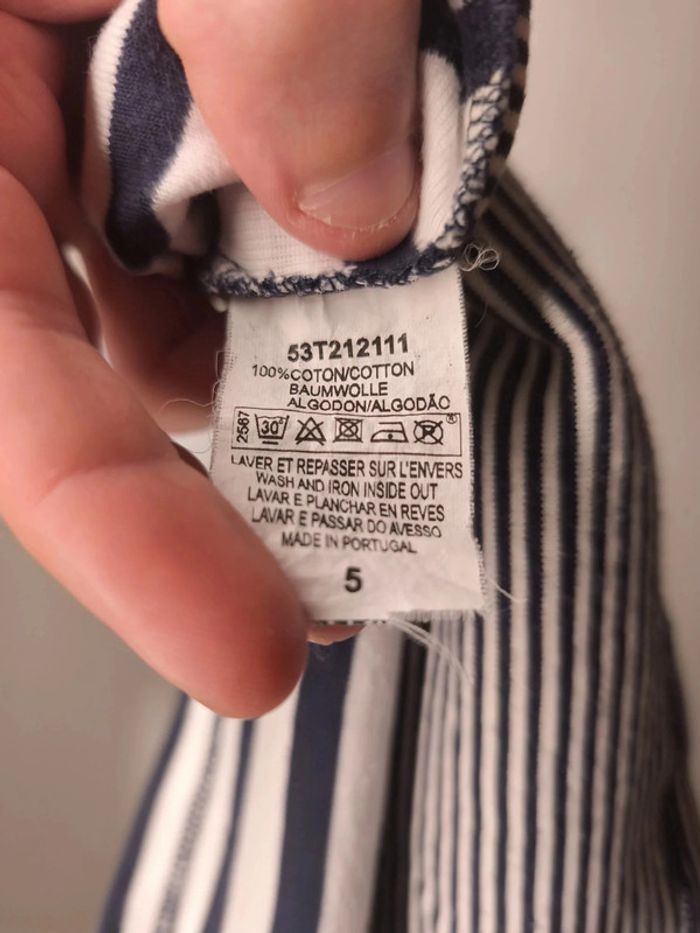 53T212111
100%COTON/COTTON
BAUMWOLLE
ALGODON/ALGODÃO
2567 30°
LAVER ET REPASSER SUR L'ENVERS
WASH AND IRON INSIDE OUT
LAVAR E PLANCHAR EN REVES
LAVAR E PASSAR DO AVESSO
MADE IN PORTUGAL
5